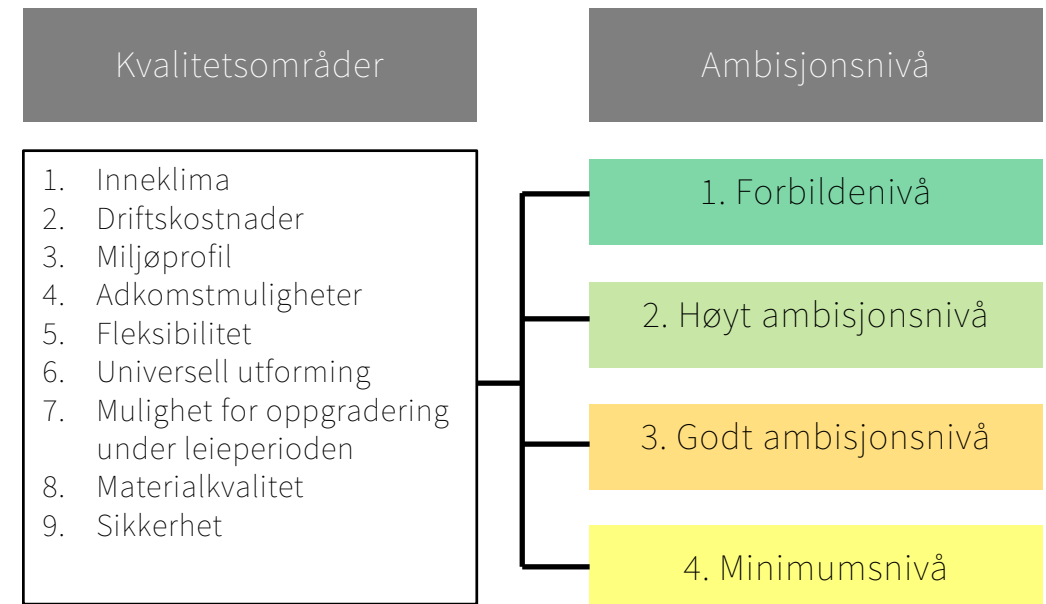 Kvalitetsområder
1. Inneklima
2. Driftskostnader
3. Miljøprofil
4. Adkomstmuligheter
5. Fleksibilitet
6. Universell utforming
7. Mulighet for oppgradering
under leieperioden
8. Materialkvalitet
9. Sikkerhet
Ambisjonsnivå
1. Forbildenivå
2. Høyt ambisjonsnivå
3. Godt ambisjonsnivå
4. Minimumsnivå